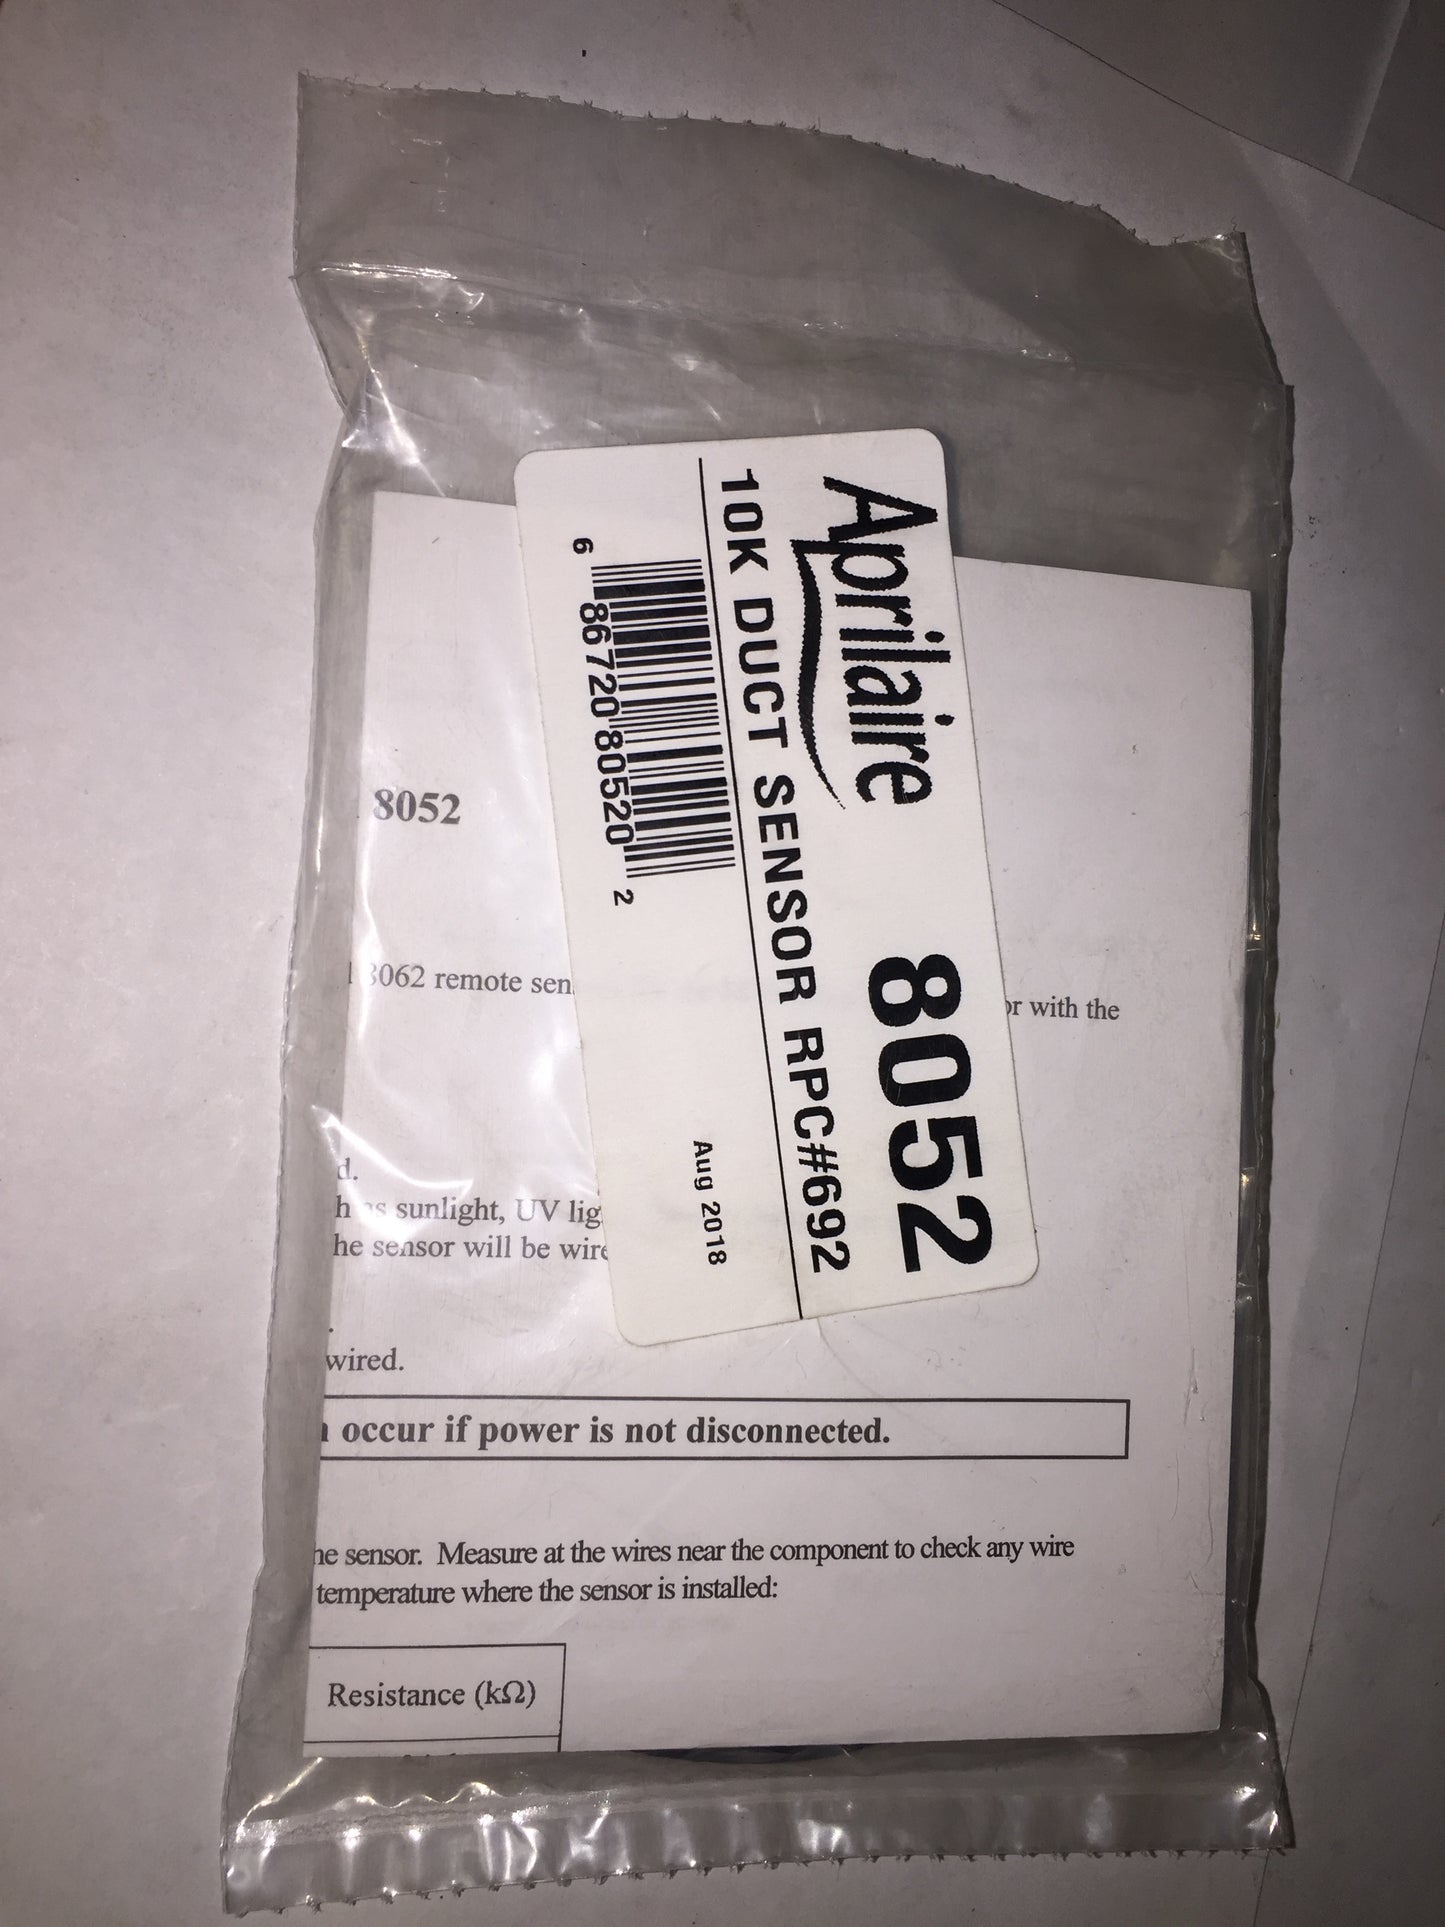 Aprilaire 8052
10K DUCT SENSOR RPC#692
6 86720 80520 2
Aug 2018
8052
3062 remote sen
or with the
d.
h as sunlight, UV lig
he sensor will be wire
.
wired.
occur if power is not disconnected.
he sensor. Measure at the wires near the component to check any wire
temperature where the sensor is installed:
Resistance (kΩ)